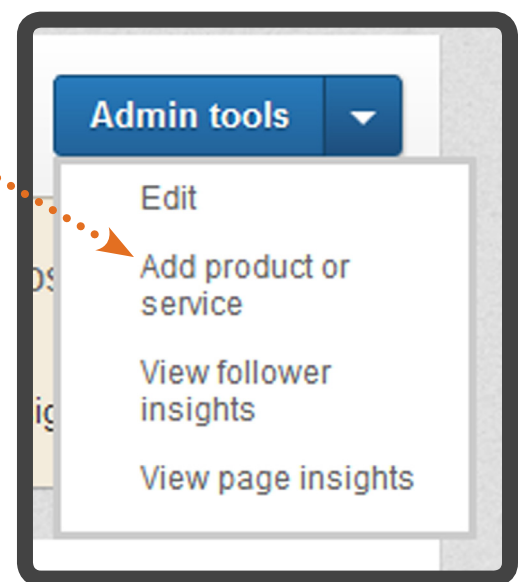 Admin tools
Edit
Add product or
service
View follower
insights
View page insights